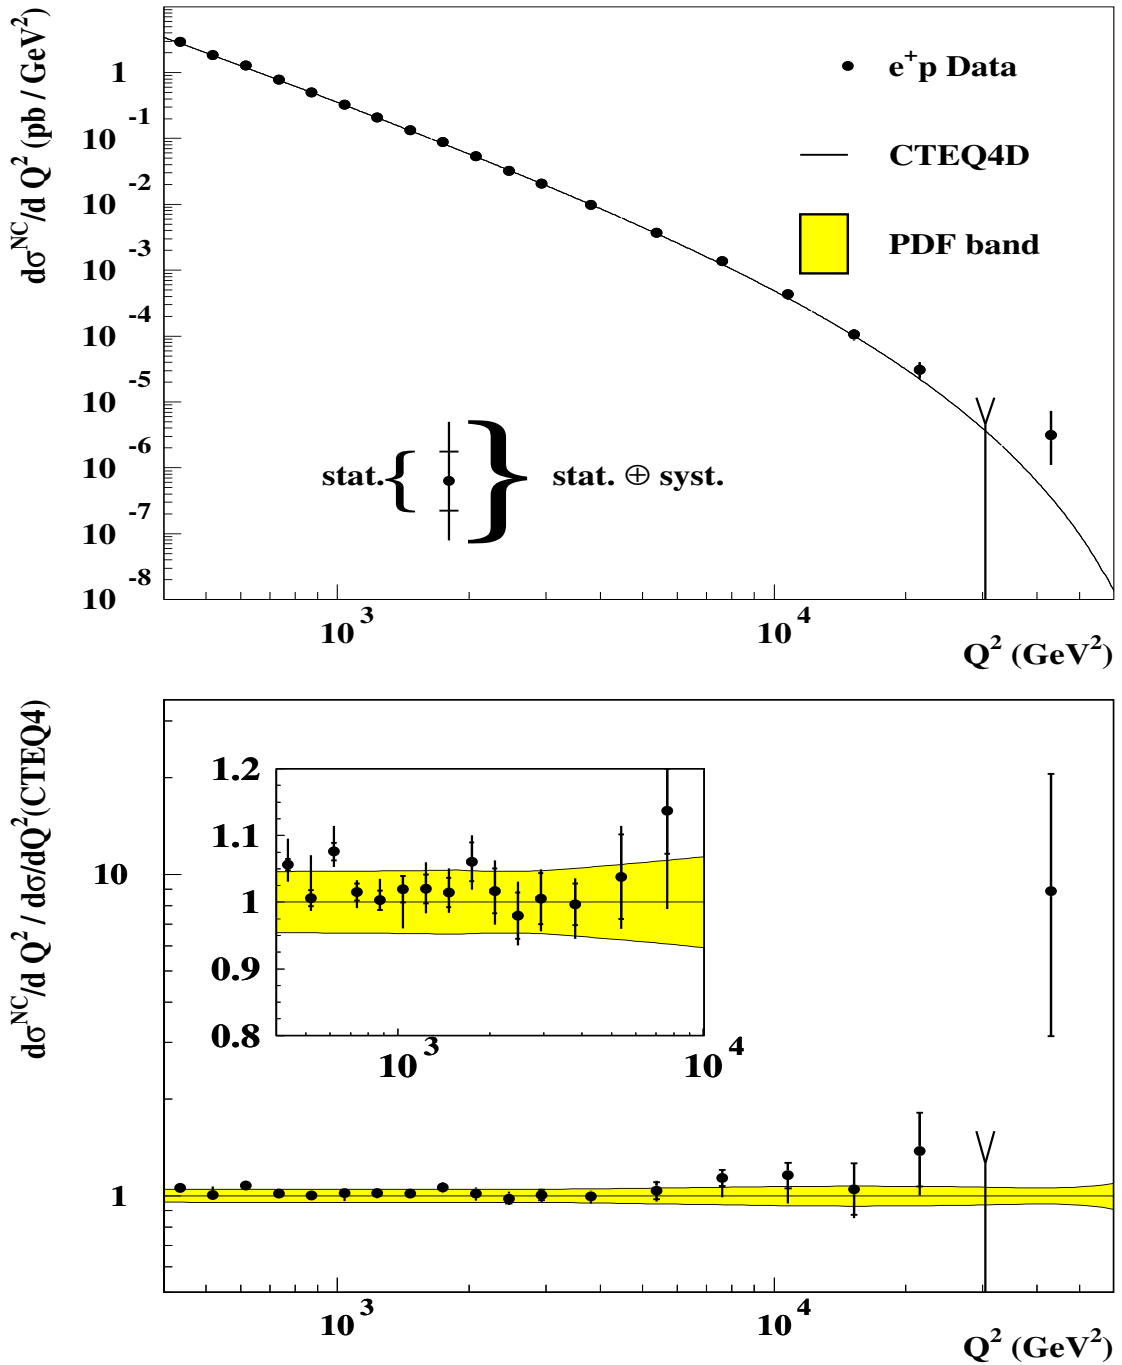 dσ^NC/d Q^2 (pb / GeV^2)
1
10^-1
10^-2
10^-3
10^-4
10^-5
10^-6
10^-7
10^-8
e^+p Data
CTEQ4D
PDF band
stat.{ } stat. ⊕ syst.
10^3 10^4
Q^2 (GeV^2)
dσ^NC/d Q^2 / dσ/dQ^2(CTEQ4)
10
1
1.2
1.1
1
0.9
0.8
10^3 10^4
10^3 10^4
Q^2 (GeV^2)